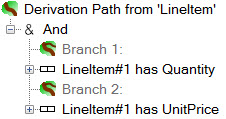 Derivation Path from 'LineItem'
& And
Branch 1:
LineItem#1 has Quantity
Branch 2:
LineItem#1 has UnitPrice